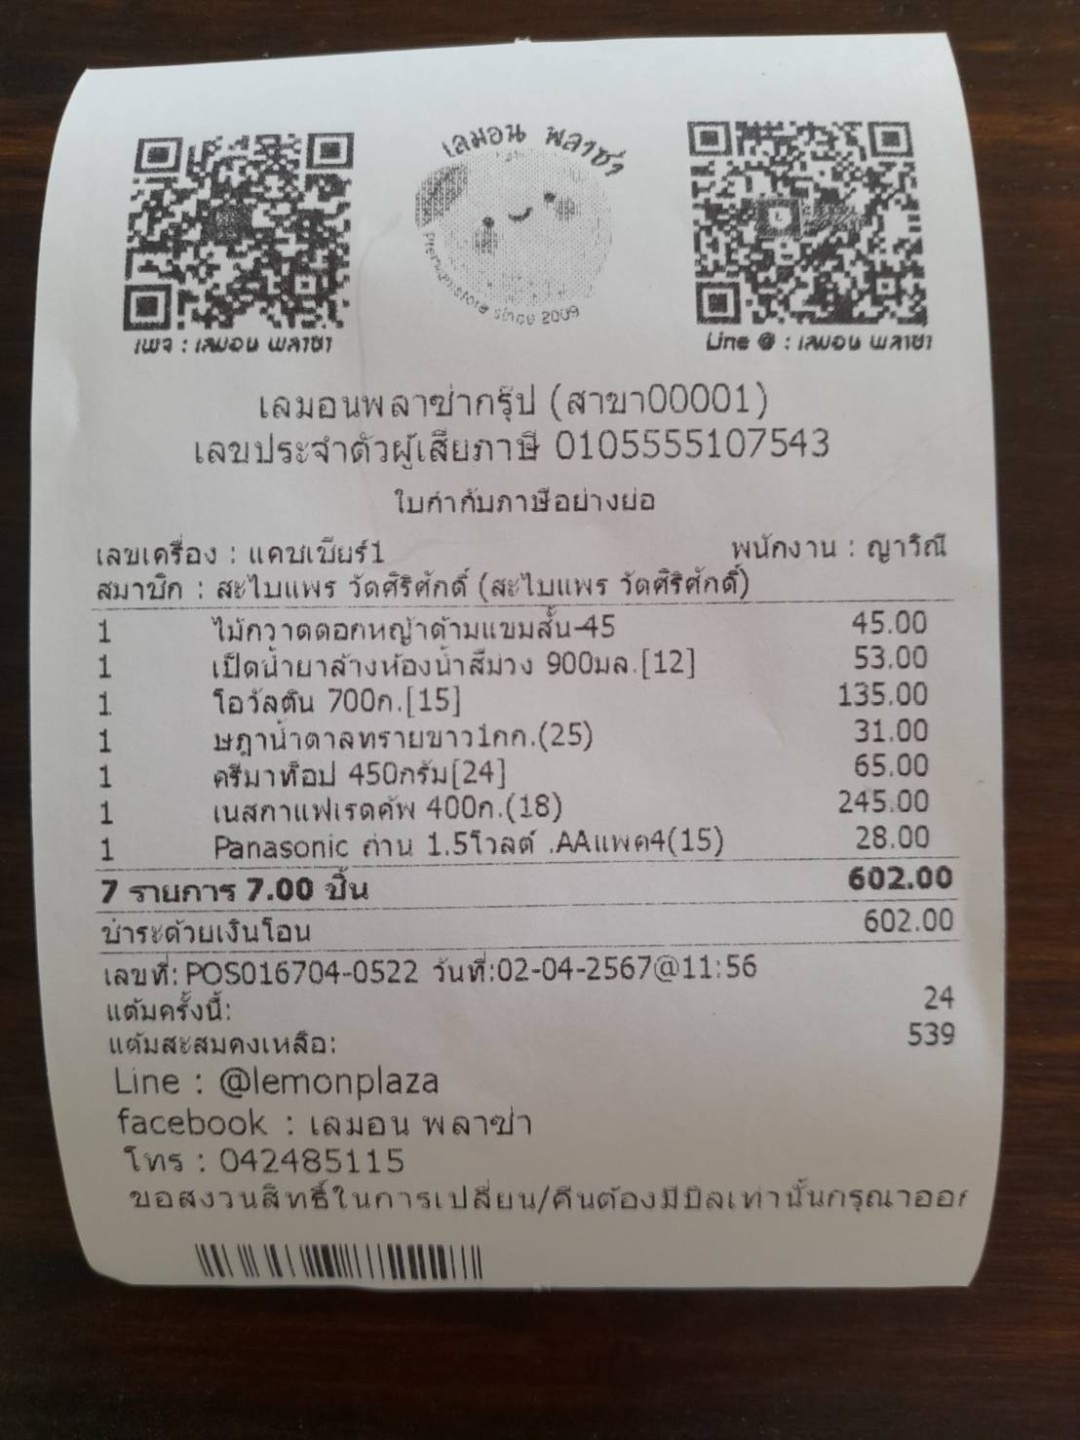 เลมอน พลาซ่า
Premium store since 2009
เพจ : เลมอน พลาซ่า
Line @ : เลมอน พลาซ่า
เลมอนพลาซ่ากรุ๊ป (สาขา00001)
เลขประจำตัวผู้เสียภาษี 0105555107543
ใบกำกับภาษีอย่างย่อ
เลขเครื่อง : แคชเชียร์1 พนักงาน : ญาวิณี
สมาชิก : สะไบแพร วัดศิริศักดิ์ (สะไบแพร วัดศิริศักดิ์)
1 ไม้กวาดดอกหญ้าด้ามแขมสั้น-45 45.00
1 เป็ดน้ำยาล้างห้องน้ำสีม่วง 900มล.[12] 53.00
1 โอวัลติน 700ก.[15] 135.00
1 ษฎาน้ำตาลทรายขาว1กก.(25) 31.00
1 ครีมาท็อป 450กรัม[24] 65.00
1 เนสกาแฟเรดคัพ 400ก.(18) 245.00
1 Panasonic ถ่าน 1.5โวลต์ .AAแพค4(15) 28.00
7 รายการ 7.00 ชิ้น 602.00
ชำระด้วยเงินโอน 602.00
เลขที่: POS016704-0522 วันที่:02-04-2567@11:56
แต้มครั้งนี้: 24
แต้มสะสมคงเหลือ: 539
Line : @lemonplaza
facebook : เลมอน พลาซ่า
โทร : 042485115
ขอสงวนสิทธิ์ในการเปลี่ยน/คืนต้องมีบิลเท่านั้นกรุณาออก